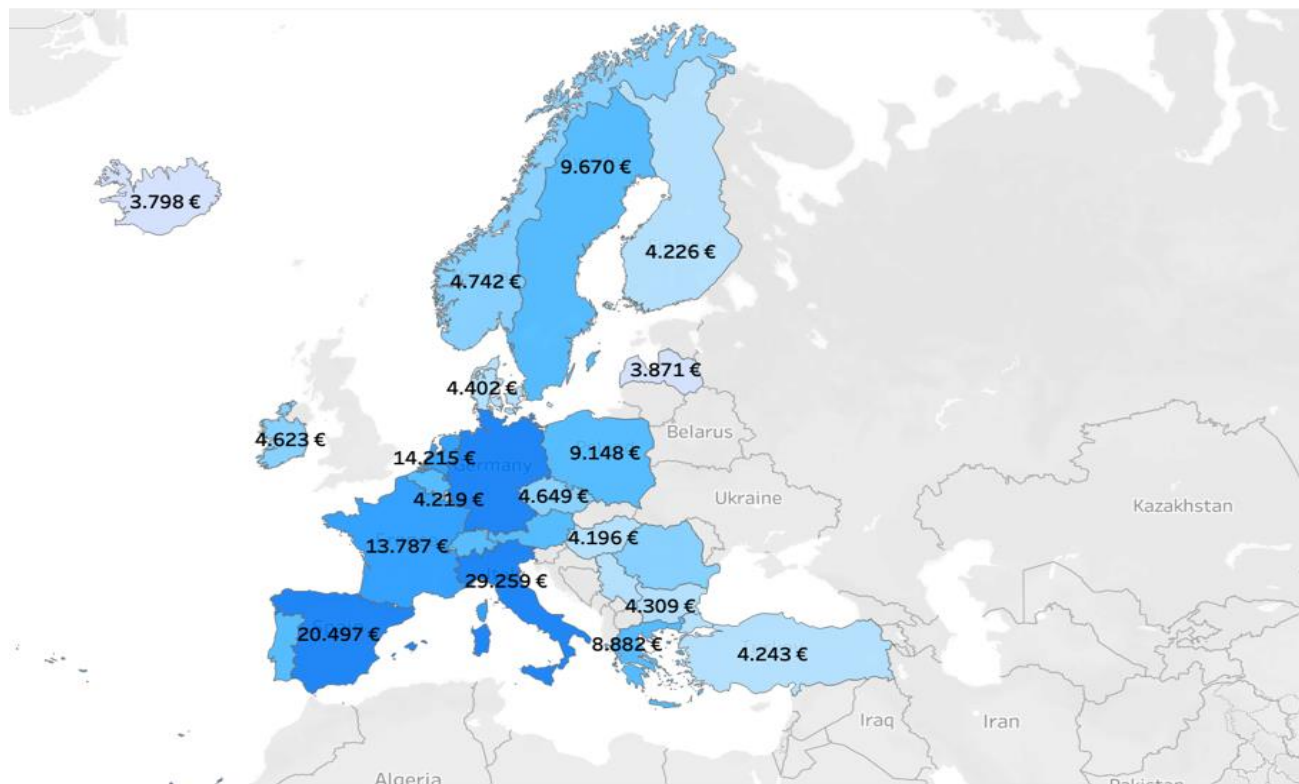 9.670 €
3.798 €
4.226 €
4.742 €
3.871 €
4.402 €
Belarus
4.623 €
14.215 €
Germany
9.148 €
4.219 €
4.649 €
Ukraine
Kazakhstan
13.787 €
4.196 €
29.259 €
4.309 €
20.497 €
8.882 €
4.243 €
Iraq
Iran
Algeria
Pakistan